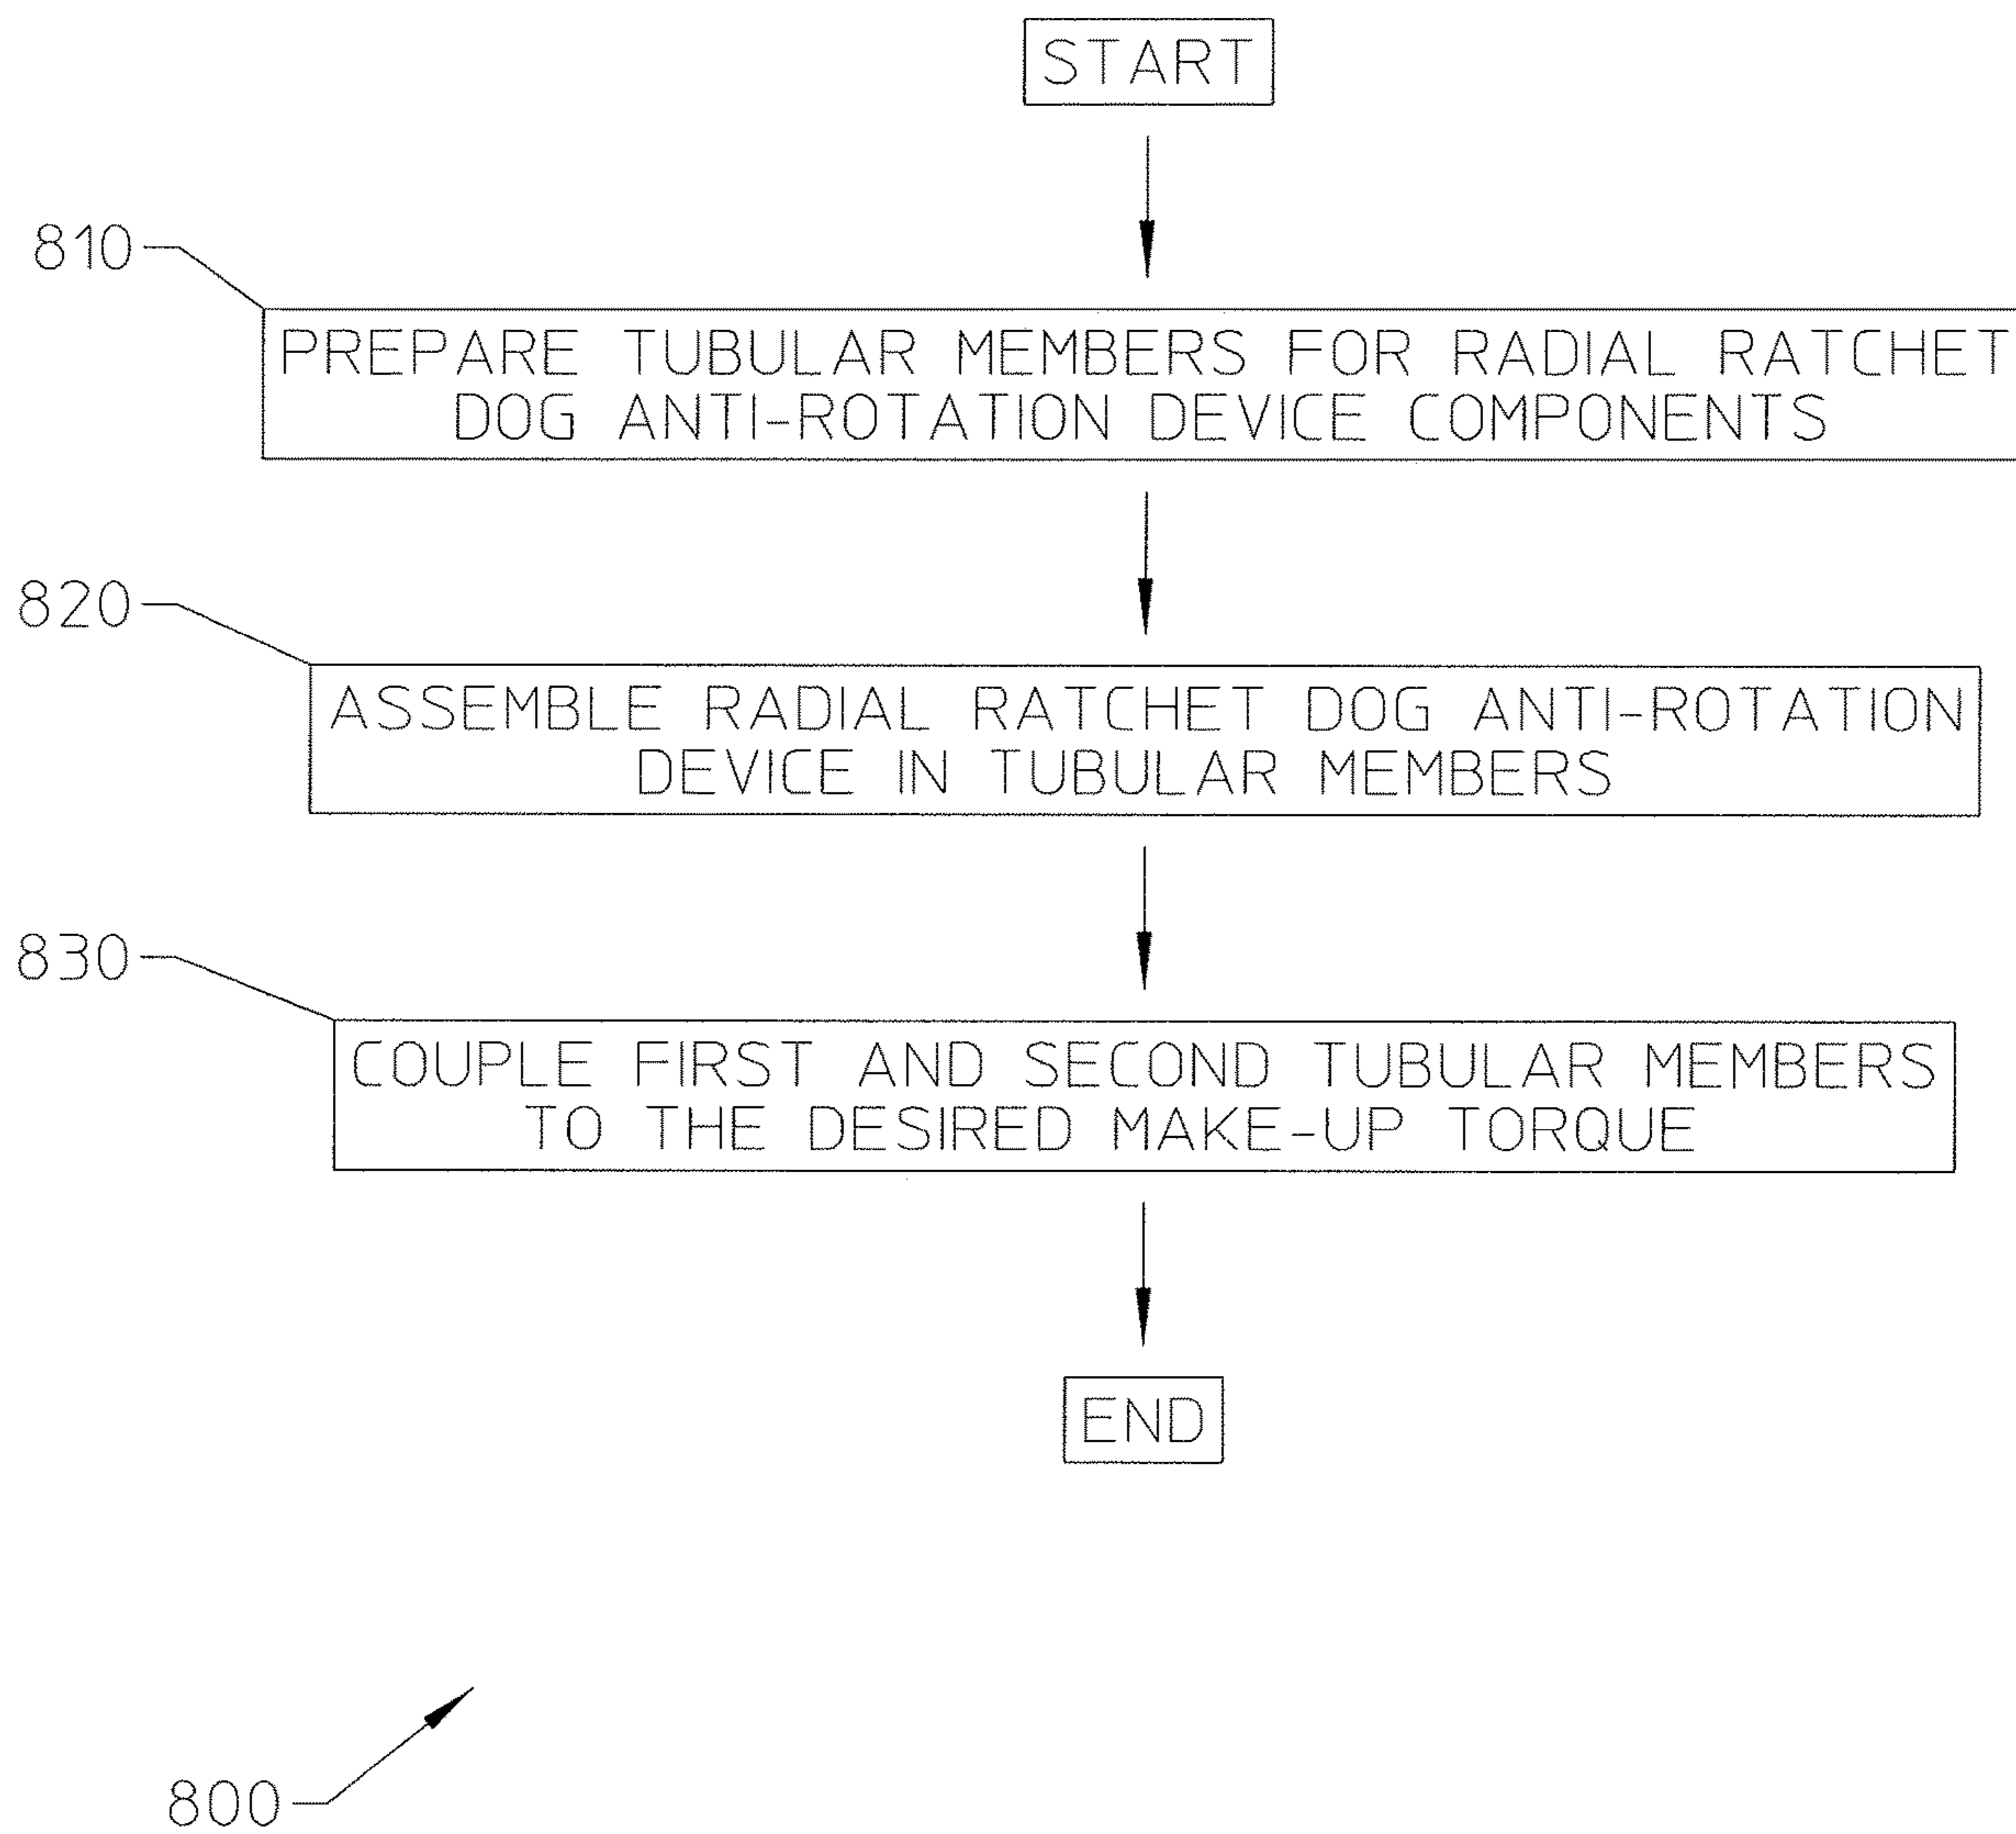 START
810
PREPARE TUBULAR MEMBERS FOR RADIAL RATCHET
DOG ANTI-ROTATION DEVICE COMPONENTS
820
ASSEMBLE RADIAL RATCHET DOG ANTI-ROTATION
DEVICE IN TUBULAR MEMBERS
830
COUPLE FIRST AND SECOND TUBULAR MEMBERS
TO THE DESIRED MAKE-UP TORQUE
END
800